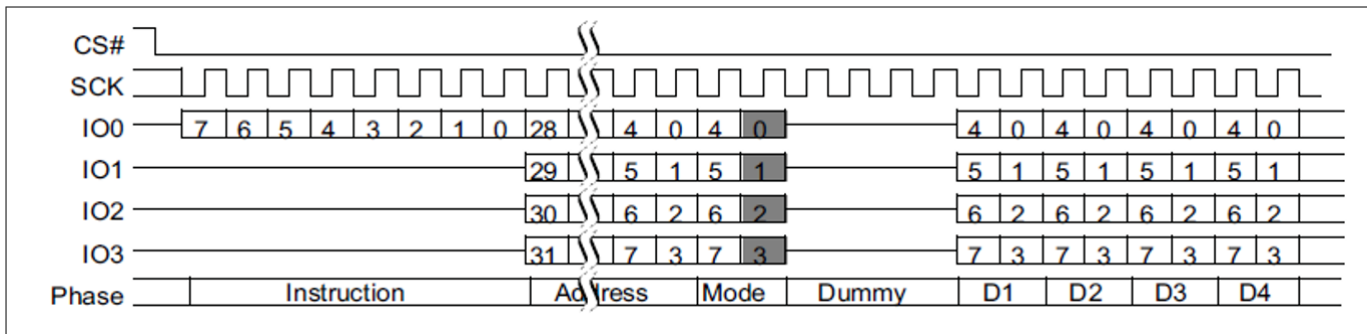 CS#
SCK
IO0 7 6 5 4 3 2 1 0 28 4 0 4 0 4 0 4 0 4 0 4 0
IO1 29 5 1 5 1 5 1 5 1 5 1 5 1
IO2 30 6 2 6 2 6 2 6 2 6 2 6 2
IO3 31 7 3 7 3 7 3 7 3 7 3 7 3
Phase Instruction Address Mode Dummy D1 D2 D3 D4